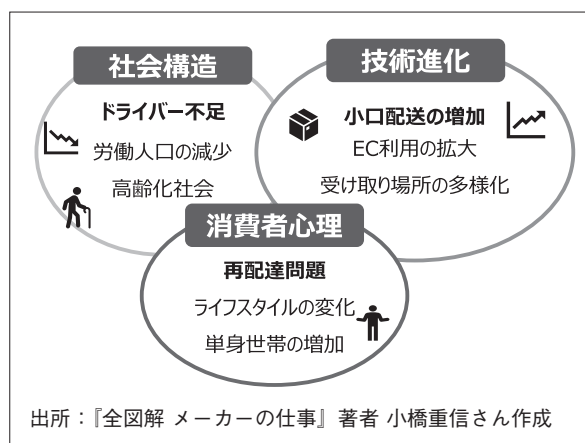 社会構造
ドライバー不足
労働人口の減少
高齢化社会
技術進化
小口配送の増加
EC利用の拡大
受け取り場所の多様化
消費者心理
再配達問題
ライフスタイルの変化
単身世帯の増加
出所：『全図解 メーカーの仕事』著者 小橋重信さん作成